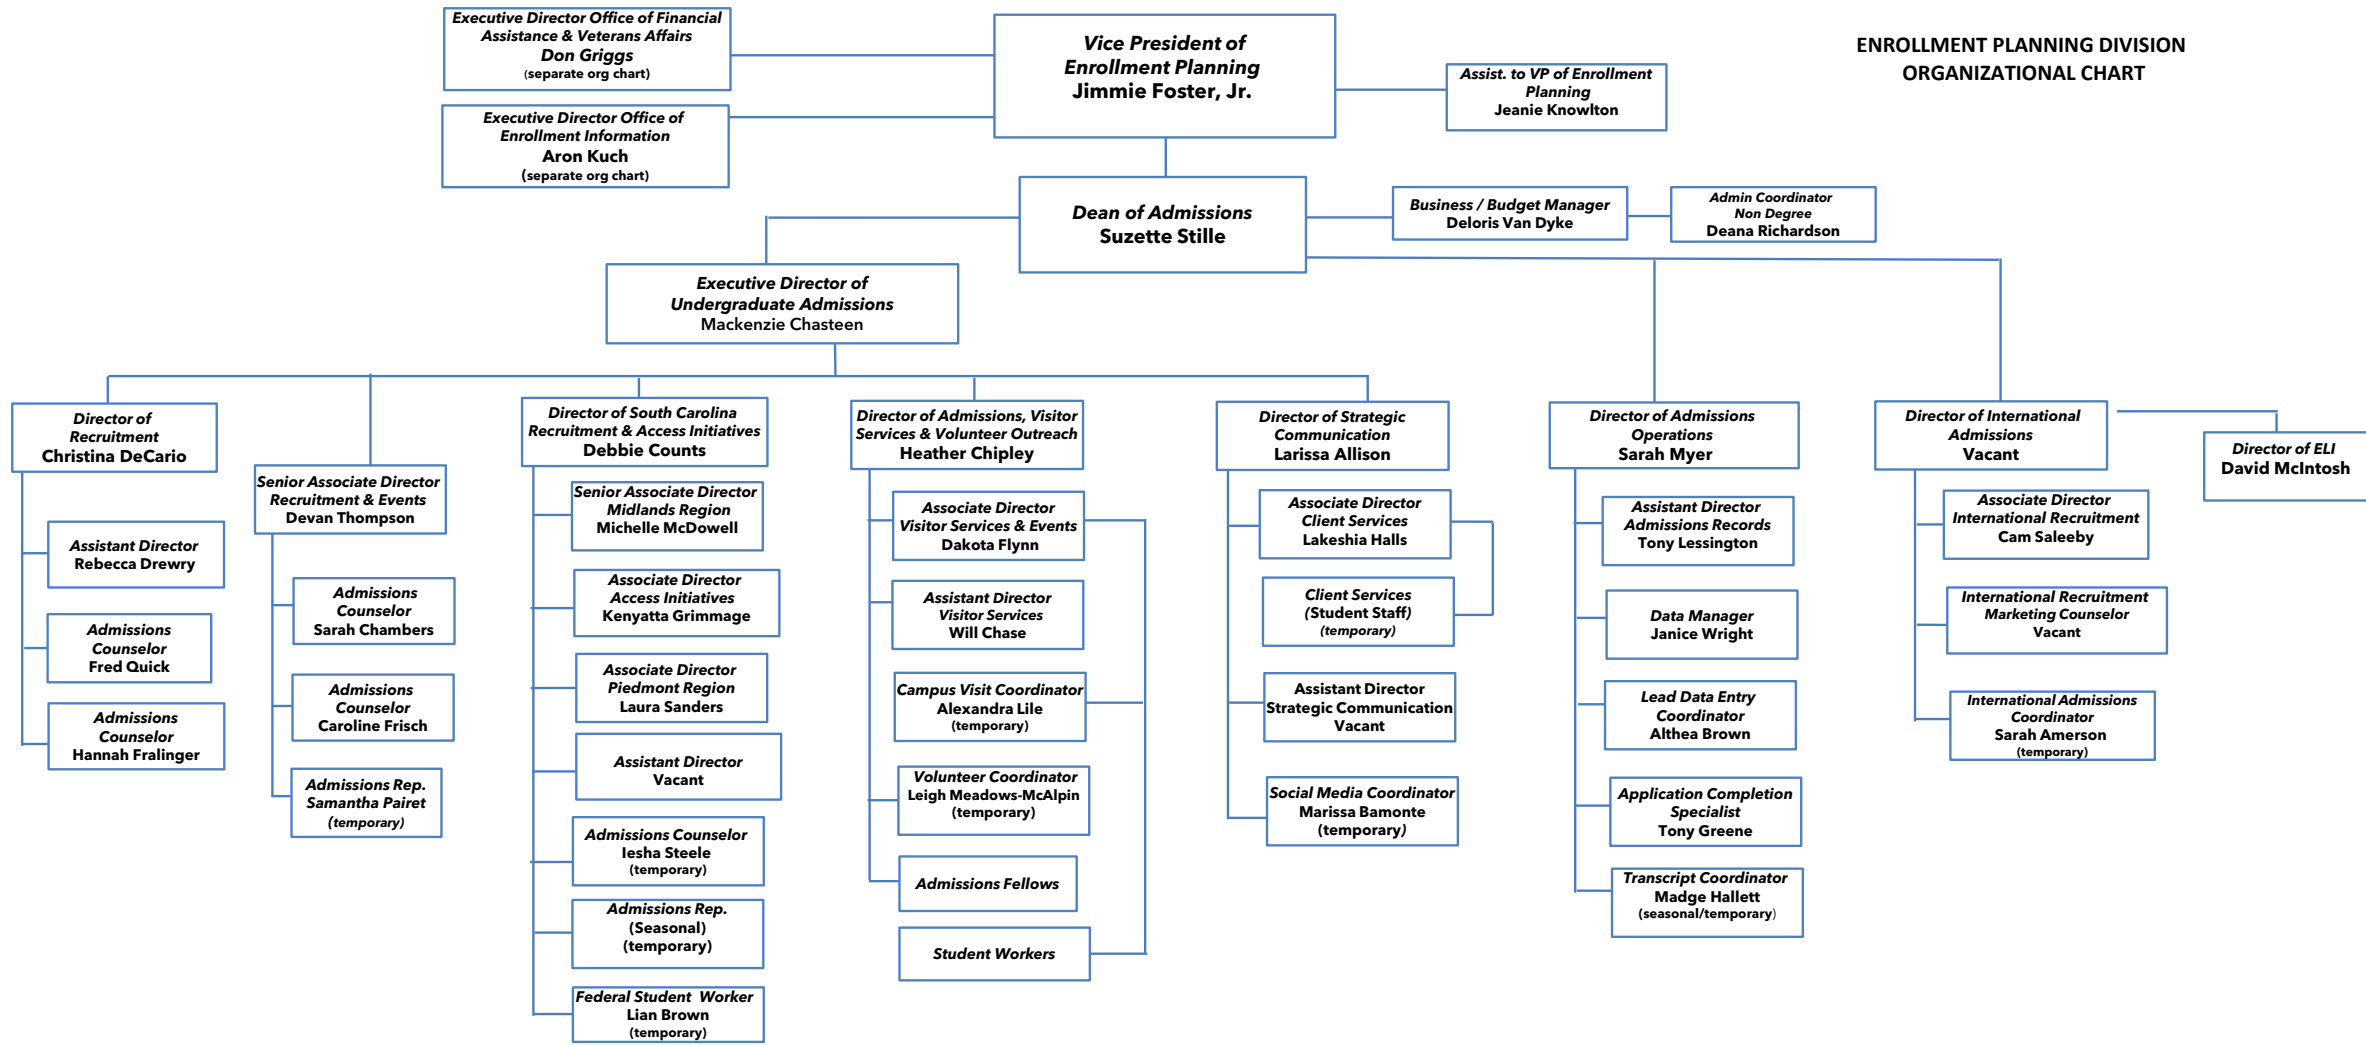 Executive Director Office of Financial
Assistance & Veterans Affairs
Don Griggs
(separate org chart)
Vice President of
Enrollment Planning
Jimmie Foster, Jr.
ENROLLMENT PLANNING DIVISION
ORGANIZATIONAL CHART
Assist. to VP of Enrollment
Planning
Jeanie Knowlton
Executive Director Office of
Enrollment Information
Aron Kuch
(separate org chart)
Dean of Admissions
Suzette Stille
Business / Budget Manager
Deloris Van Dyke
Admin Coordinator
Non Degree
Deana Richardson
Executive Director of
Undergraduate Admissions
Mackenzie Chasteen
Director of
Recruitment
Christina DeCario
Assistant Director
Rebecca Drewry
Admissions
Counselor
Fred Quick
Admissions
Counselor
Hannah Fralinger
Senior Associate Director
Recruitment & Events
Devan Thompson
Admissions
Counselor
Sarah Chambers
Admissions
Counselor
Caroline Frisch
Admissions Rep.
Samantha Pairet
(temporary)
Director of South Carolina
Recruitment & Access Initiatives
Debbie Counts
Senior Associate Director
Midlands Region
Michelle McDowell
Associate Director
Access Initiatives
Kenyatta Grimmage
Associate Director
Piedmont Region
Laura Sanders
Assistant Director
Vacant
Admissions Counselor
Iesha Steele
(temporary)
Admissions Rep.
(Seasonal)
(temporary)
Federal Student  Worker
Lian Brown
(temporary)
Director of Admissions, Visitor
Services & Volunteer Outreach
Heather Chipley
Associate Director
Visitor Services & Events
Dakota Flynn
Assistant Director
Visitor Services
Will Chase
Campus Visit Coordinator
Alexandra Lile
(temporary)
Volunteer Coordinator
Leigh Meadows-McAlpin
(temporary)
Admissions Fellows
Student Workers
Director of Strategic
Communication
Larissa Allison
Associate Director
Client Services
Lakeshia Halls
Client Services
(Student Staff)
(temporary)
Assistant Director
Strategic Communication
Vacant
Social Media Coordinator
Marissa Bamonte
(temporary)
Director of Admissions
Operations
Sarah Myer
Assistant Director
Admissions Records
Tony Lessington
Data Manager
Janice Wright
Lead Data Entry
Coordinator
Althea Brown
Application Completion
Specialist
Tony Greene
Transcript Coordinator
Madge Hallett
(seasonal/temporary)
Director of International
Admissions
Vacant
Associate Director
International Recruitment
Cam Saleeby
International Recruitment
Marketing Counselor
Vacant
International Admissions
Coordinator
Sarah Amerson
(temporary)
Director of ELI
David McIntosh